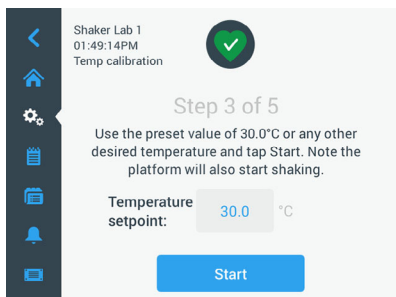 Shaker Lab 1
01:49:14PM
Temp calibration
Step 3 of 5
Use the preset value of 30.0°C or any other
desired temperature and tap Start. Note the
platform will also start shaking.
Temperature
setpoint:
30.0 °C
Start